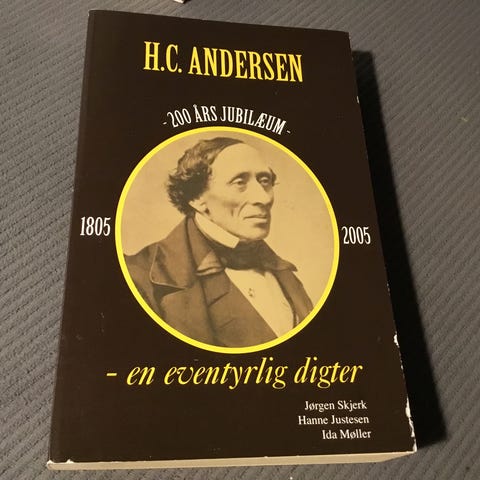 H.C. ANDERSEN
- 200 ÅRS JUBILÆUM -
1805
2005
- en eventyrlig digter
Jørgen Skjerk
Hanne Justesen
Ida Møller